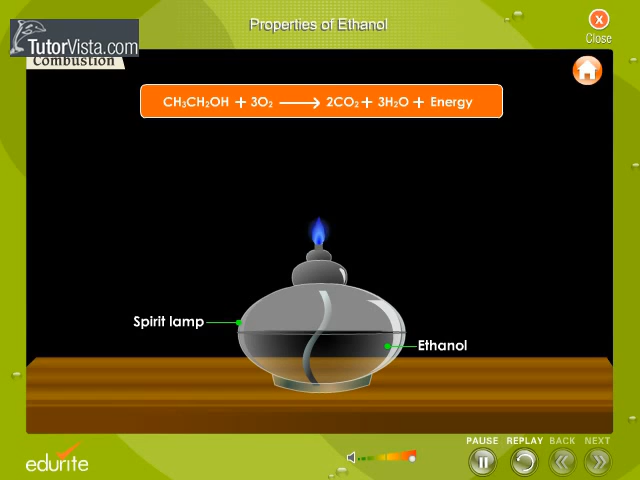 Properties of Ethanol
Close
TutorVista.com
Combustion
CH₃CH₂OH + 3O₂ ⟶ 2CO₂ + 3H₂O + Energy
Spirit lamp
Ethanol
PAUSE REPLAY BACK NEXT
edurite